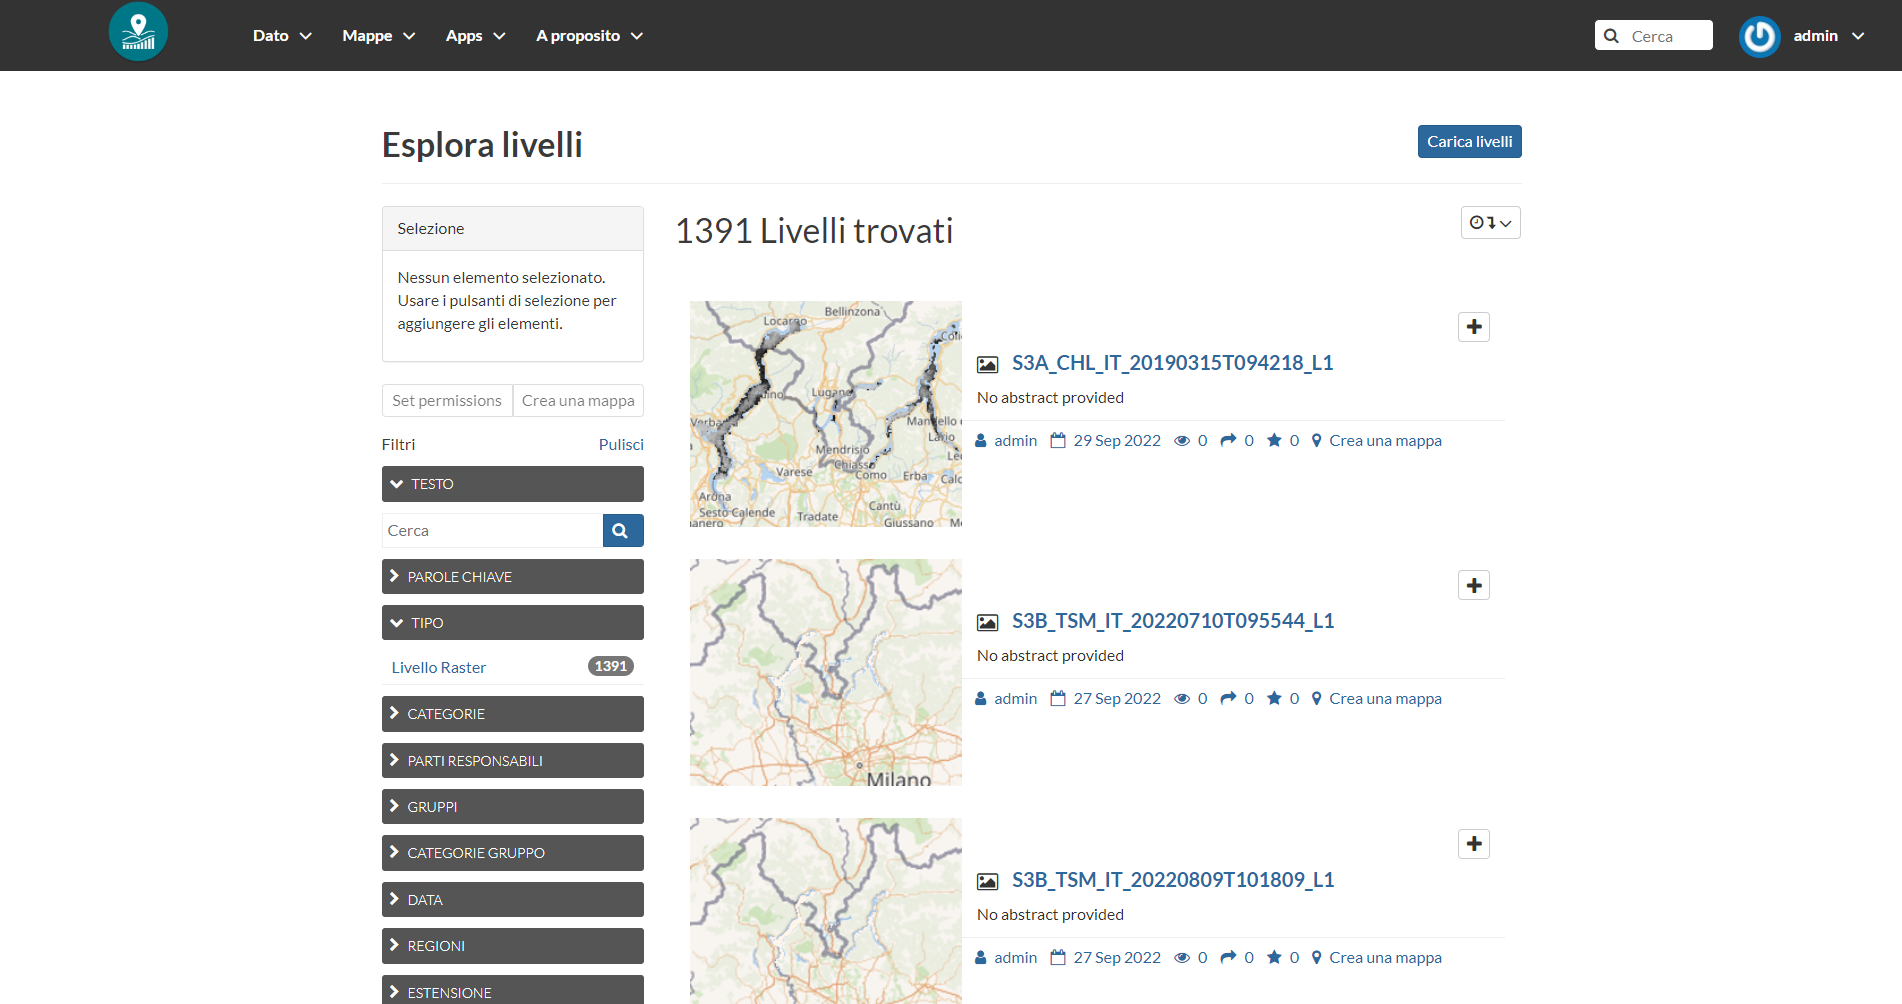 Dato Mappe Apps A proposito Cerca admin
Esplora livelli
Carica livelli
Selezione
Nessun elemento selezionato.
Usare i pulsanti di selezione per
aggiungere gli elementi.
Set permissions Crea una mappa
Filtri Pulisci
TESTO
Cerca
PAROLE CHIAVE
TIPO
Livello Raster 1391
CATEGORIE
PARTI RESPONSABILI
GRUPPI
CATEGORIE GRUPPO
DATA
REGIONI
ESTENSIONE
1391 Livelli trovati
Bellinzona
Locarno
Lugano
Mandello
Lario
Mendrisio
Chiasso
Varese
Como
Erba
Arona
Cantù
Sesto Calende
Tradate
Giussano
S3A_CHL_IT_20190315T094218_L1
No abstract provided
admin 29 Sep 2022 0 0 0 Crea una mappa
Milano
S3B_TSM_IT_20220710T095544_L1
No abstract provided
admin 27 Sep 2022 0 0 0 Crea una mappa
S3B_TSM_IT_20220809T101809_L1
No abstract provided
admin 27 Sep 2022 0 0 0 Crea una mappa